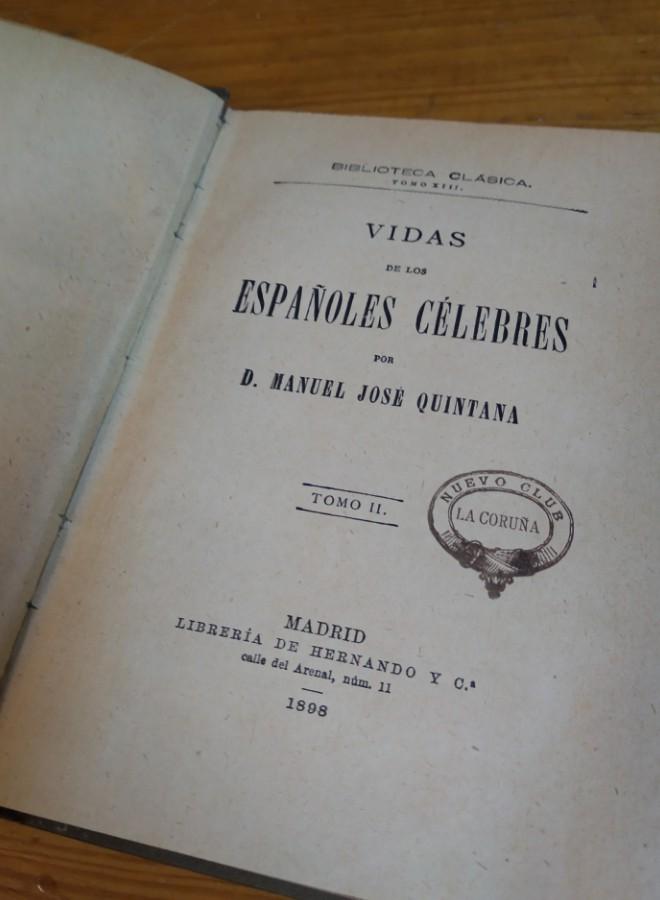 BIBLIOTECA CLÁSICA.
TOMO XIII.
VIDAS
DE LOS
ESPAÑOLES CÉLEBRES
POR
D. MANUEL JOSÉ QUINTANA
TOMO II.
NUEVO CLUB
LA CORUÑA
MADRID
LIBRERÍA DE HERNANDO Y C.ª
calle del Arenal, núm. 11
1898